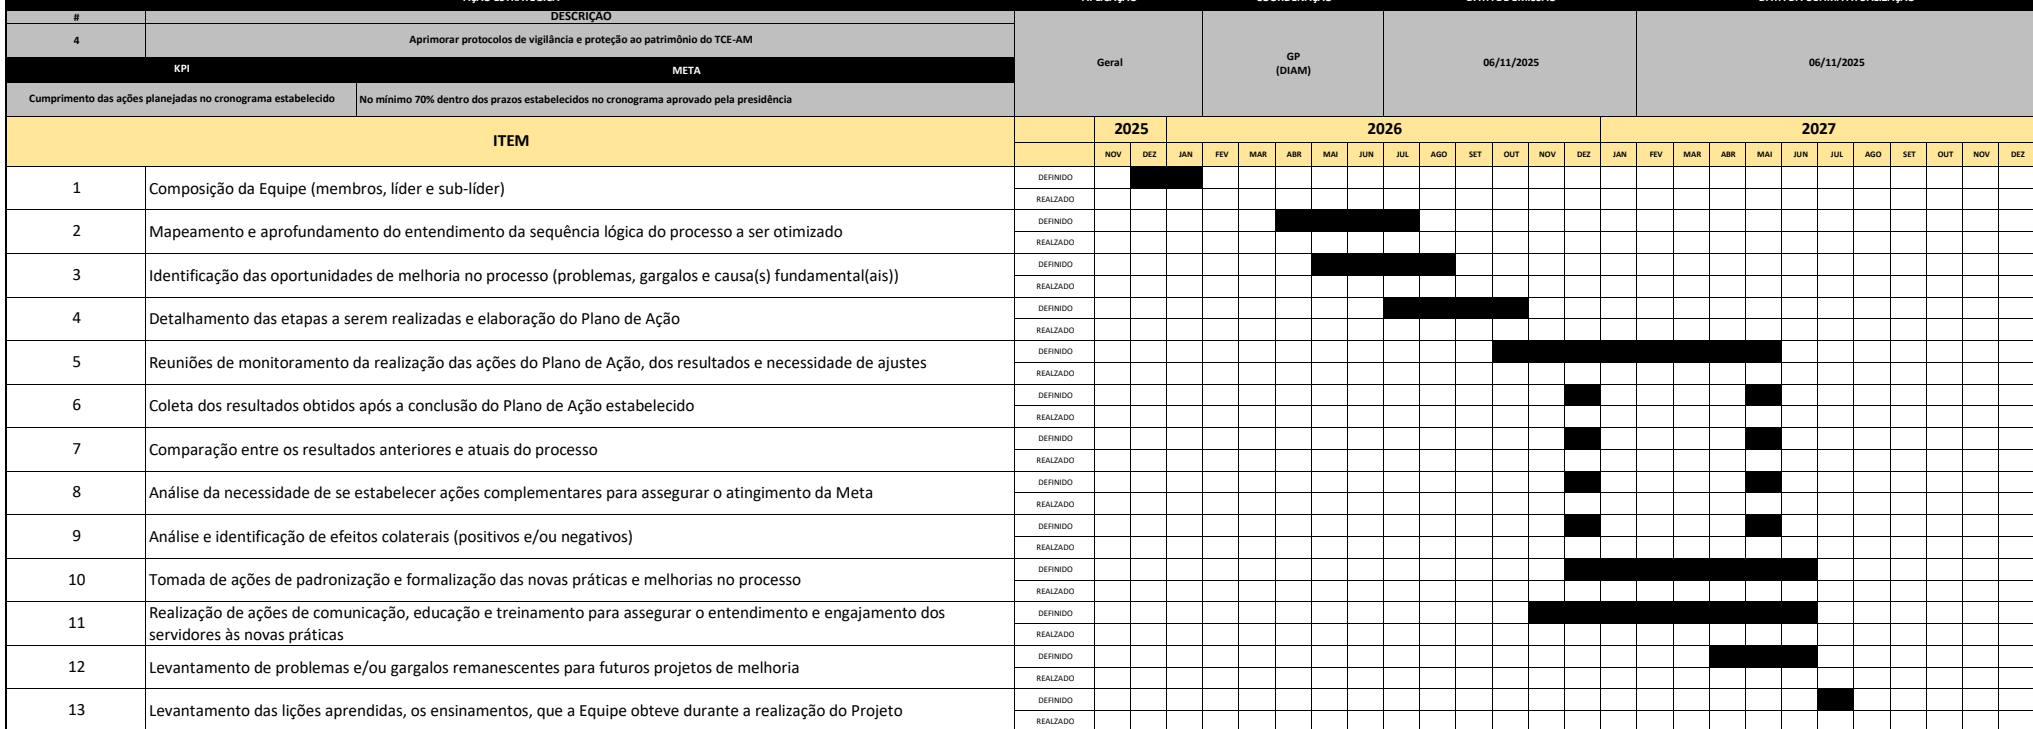 # DESCRIÇÃO
4 Aprimorar protocolos de vigilância e proteção ao patrimônio do TCE-AM
Geral GP (DIAM) 06/11/2025 06/11/2025
KPI META
Cumprimento das ações planejadas no cronograma estabelecido No mínimo 70% dentro dos prazos estabelecidos no cronograma aprovado pela presidência
ITEM 2025 2026 2027
NOV DEZ JAN FEV MAR ABR MAI JUN JUL AGO SET OUT NOV DEZ JAN FEV MAR ABR MAI JUN JUL AGO SET OUT NOV DEZ
1 Composição da Equipe (membros, líder e sub-líder) DEFINIDO
REALZADO
2 Mapeamento e aprofundamento do entendimento da sequência lógica do processo a ser otimizado DEFINIDO
REALZADO
3 Identificação das oportunidades de melhoria no processo (problemas, gargalos e causa(s) fundamental(ais)) DEFINIDO
REALZADO
4 Detalhamento das etapas a serem realizadas e elaboração do Plano de Ação DEFINIDO
REALZADO
5 Reuniões de monitoramento da realização das ações do Plano de Ação, dos resultados e necessidade de ajustes DEFINIDO
REALZADO
6 Coleta dos resultados obtidos após a conclusão do Plano de Ação estabelecido DEFINIDO
REALZADO
7 Comparação entre os resultados anteriores e atuais do processo DEFINIDO
REALZADO
8 Análise da necessidade de se estabelecer ações complementares para assegurar o atingimento da Meta DEFINIDO
REALZADO
9 Análise e identificação de efeitos colaterais (positivos e/ou negativos) DEFINIDO
REALZADO
10 Tomada de ações de padronização e formalização das novas práticas e melhorias no processo DEFINIDO
REALZADO
11 Realização de ações de comunicação, educação e treinamento para assegurar o entendimento e engajamento dos DEFINIDO
servidores às novas práticas REALZADO
12 Levantamento de problemas e/ou gargalos remanescentes para futuros projetos de melhoria DEFINIDO
REALZADO
13 Levantamento das lições aprendidas, os ensinamentos, que a Equipe obteve durante a realização do Projeto DEFINIDO
REALZADO